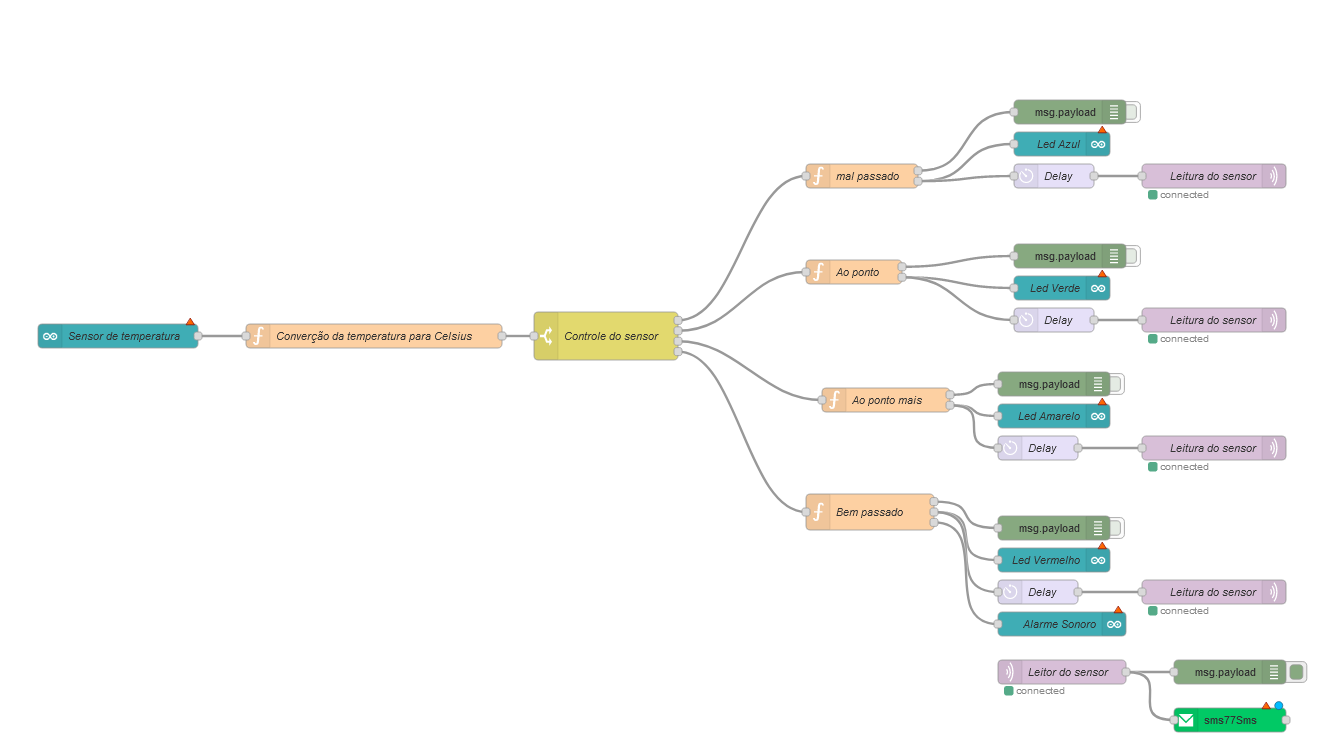 msg.payload
Led Azul
mal passado
Delay
Leitura do sensor
connected
msg.payload
Ao ponto
Led Verde
Delay
Leitura do sensor
connected
Sensor de temperatura
Converção da temperatura para Celsius
Controle do sensor
msg.payload
Ao ponto mais
Led Amarelo
Delay
Leitura do sensor
connected
Bem passado
msg.payload
Led Vermelho
Delay
Leitura do sensor
connected
Alarme Sonoro
Leitor do sensor
connected
msg.payload
sms77Sms